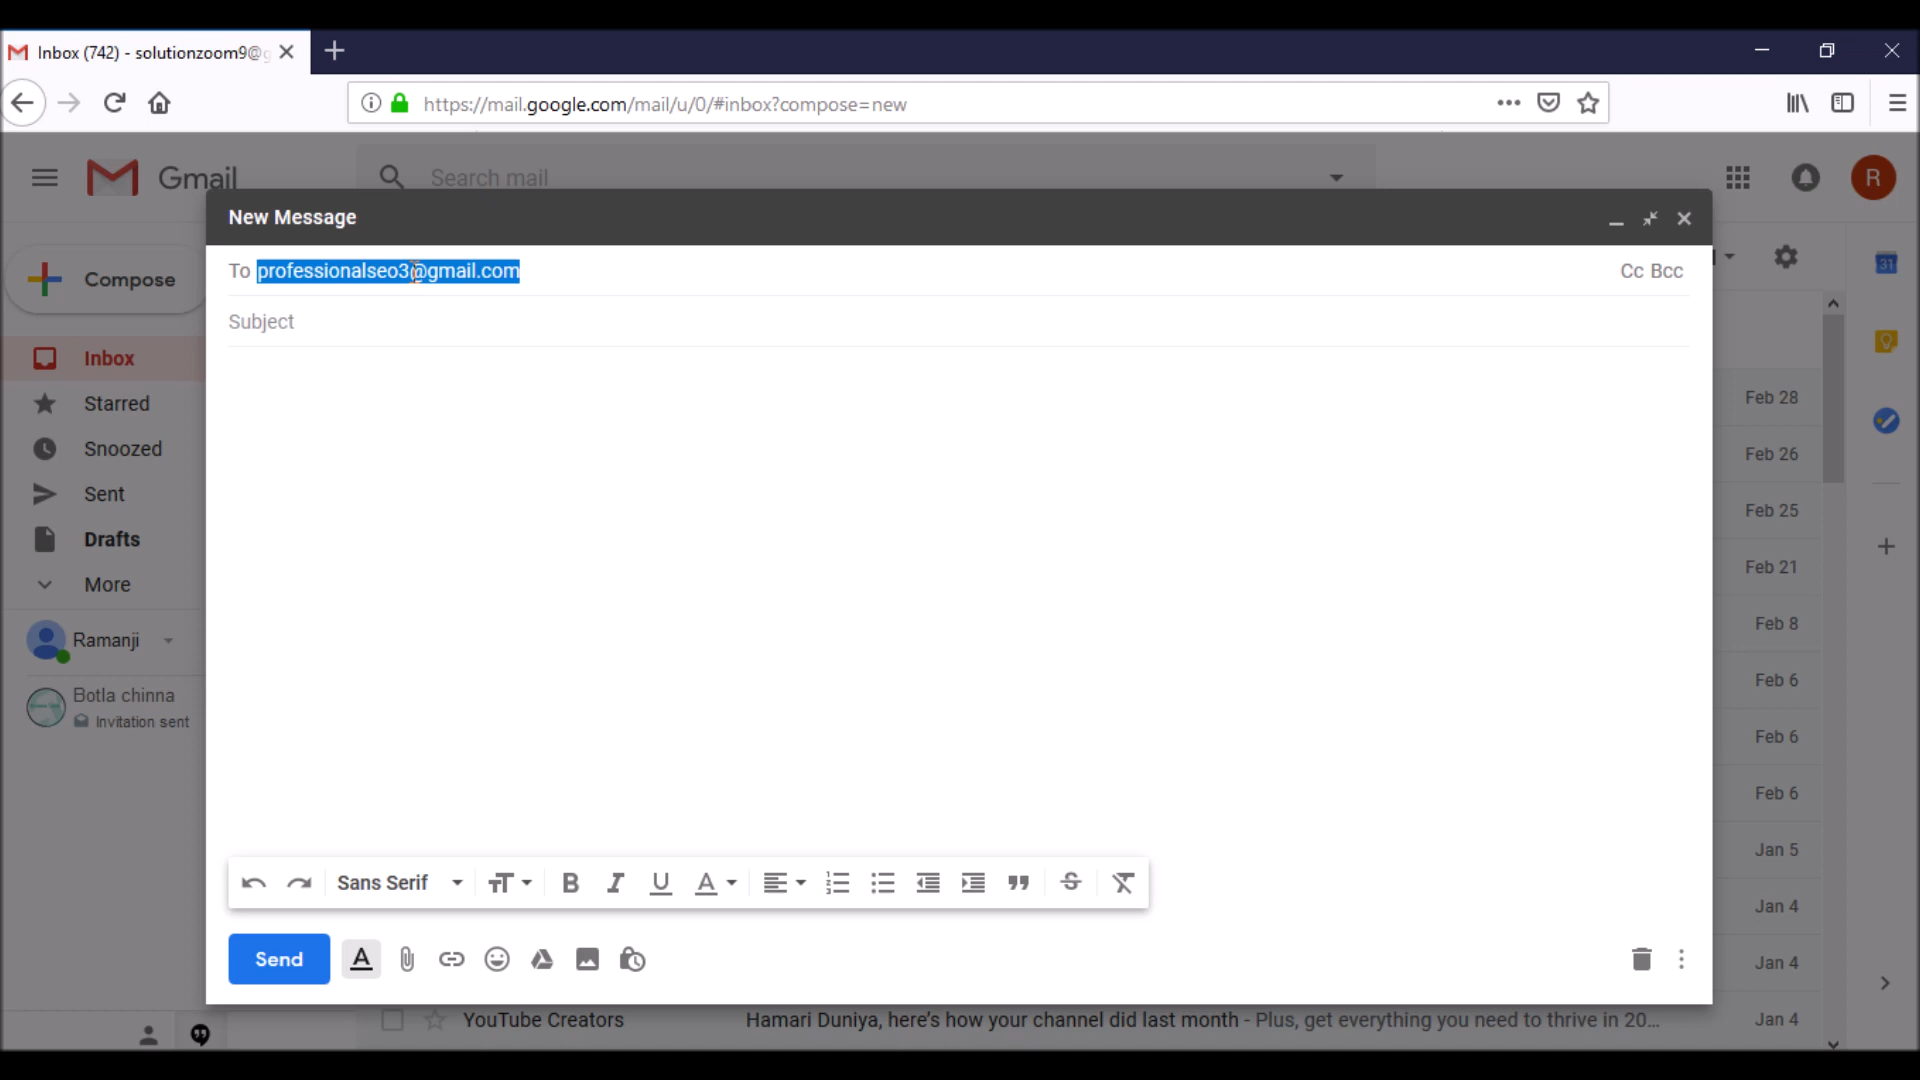 Inbox (742) - solutionzoom9@g
https://mail.google.com/mail/u/0/#inbox?compose=new
Gmail
Search mail
R
New Message
To professionalseo3@gmail.com
Cc Bcc
Subject
Compose
31
Inbox
Starred
Snoozed
Sent
Drafts
More
Ramanji
Botla chinna
Invitation sent
Feb 28
Feb 26
Feb 25
Feb 21
Feb 8
Feb 6
Feb 6
Feb 6
Jan 5
Jan 4
Jan 4
Sans Serif
Send
YouTube Creators Hamari Duniya, here's how your channel did last month - Plus, get everything you need to thrive in 20... Jan 4